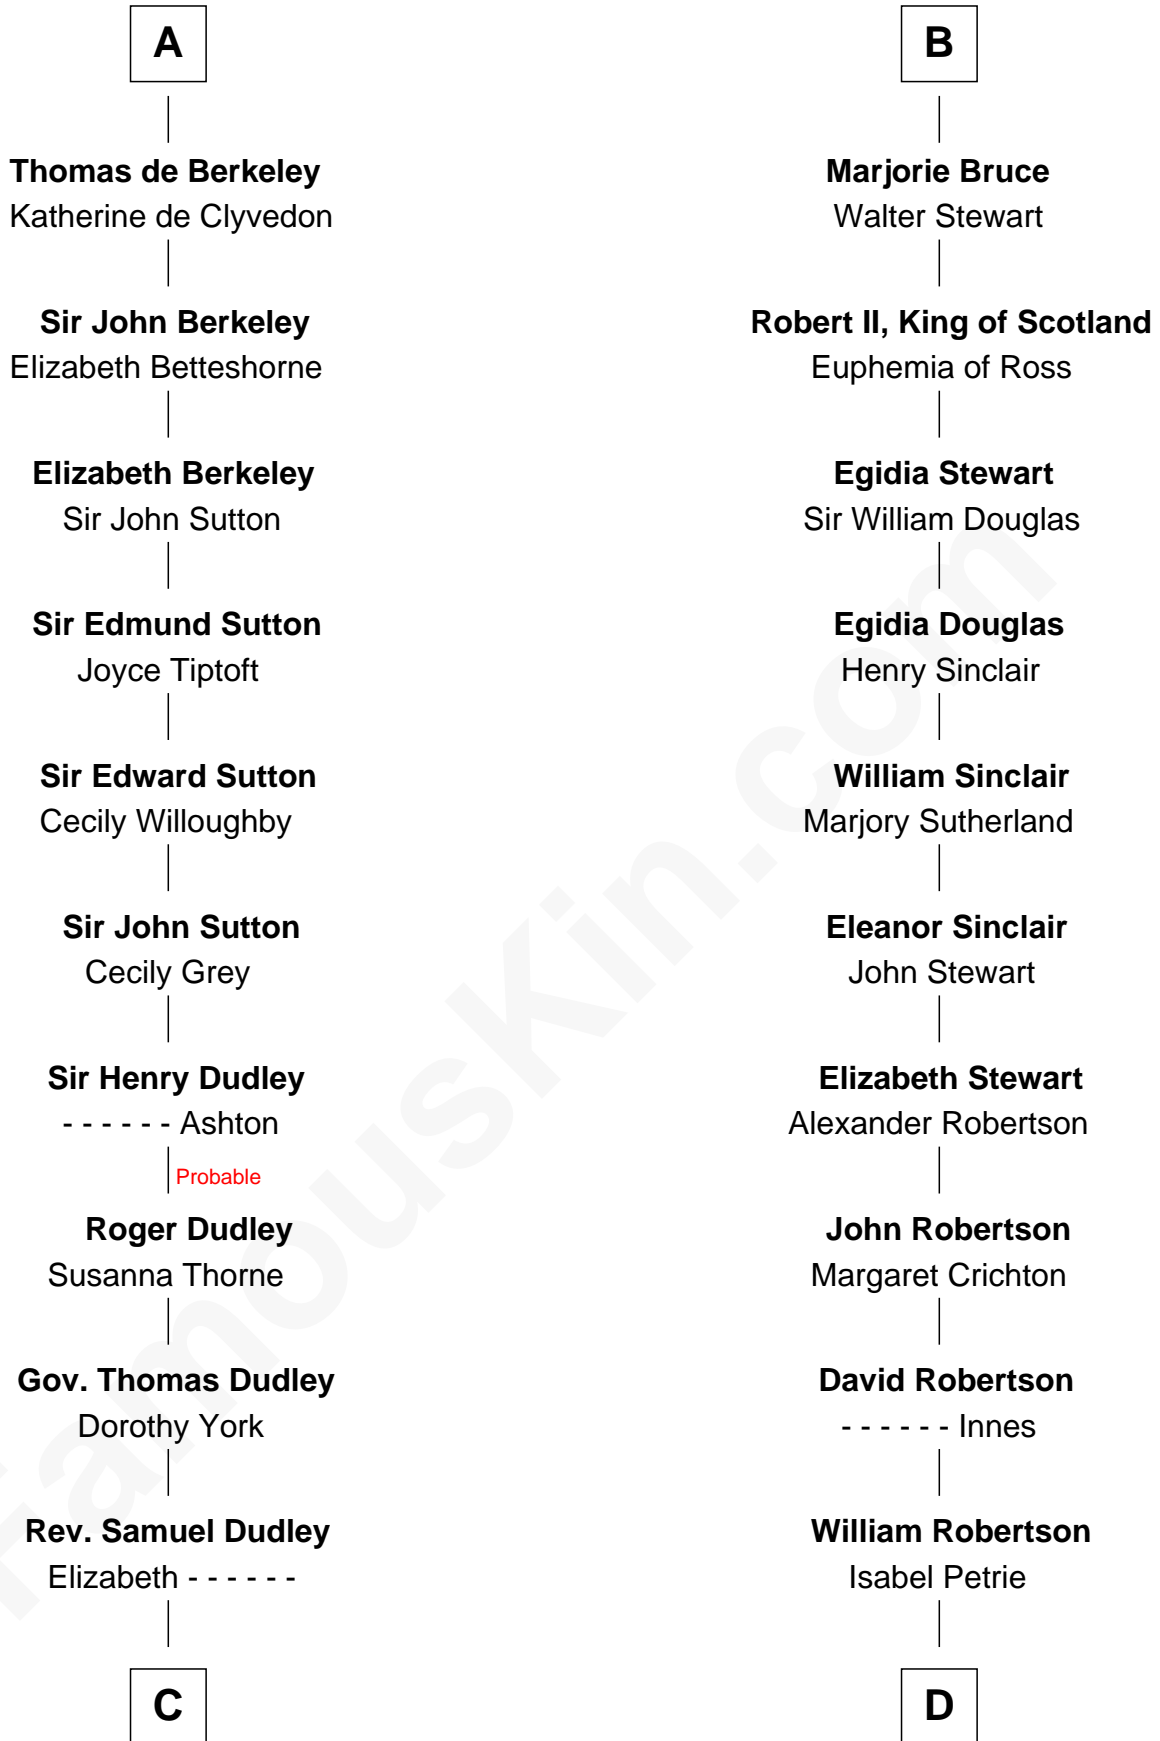 A
Thomas de Berkeley
Katherine de Clyvedon
Sir John Berkeley
Elizabeth Betteshorne
Elizabeth Berkeley
Sir John Sutton
Sir Edmund Sutton
Joyce Tiptoft
Sir Edward Sutton
Cecily Willoughby
Sir John Sutton
Cecily Grey
Sir Henry Dudley
- - - - - - Ashton
Probable
Roger Dudley
Susanna Thorne
Gov. Thomas Dudley
Dorothy York
Rev. Samuel Dudley
Elizabeth - - - - - -
C
B
Marjorie Bruce
Walter Stewart
Robert II, King of Scotland
Euphemia of Ross
Egidia Stewart
Sir William Douglas
Egidia Douglas
Henry Sinclair
William Sinclair
Marjory Sutherland
Eleanor Sinclair
John Stewart
Elizabeth Stewart
Alexander Robertson
John Robertson
Margaret Crichton
David Robertson
- - - - - - Innes
William Robertson
Isabel Petrie
D
FamousKin.com